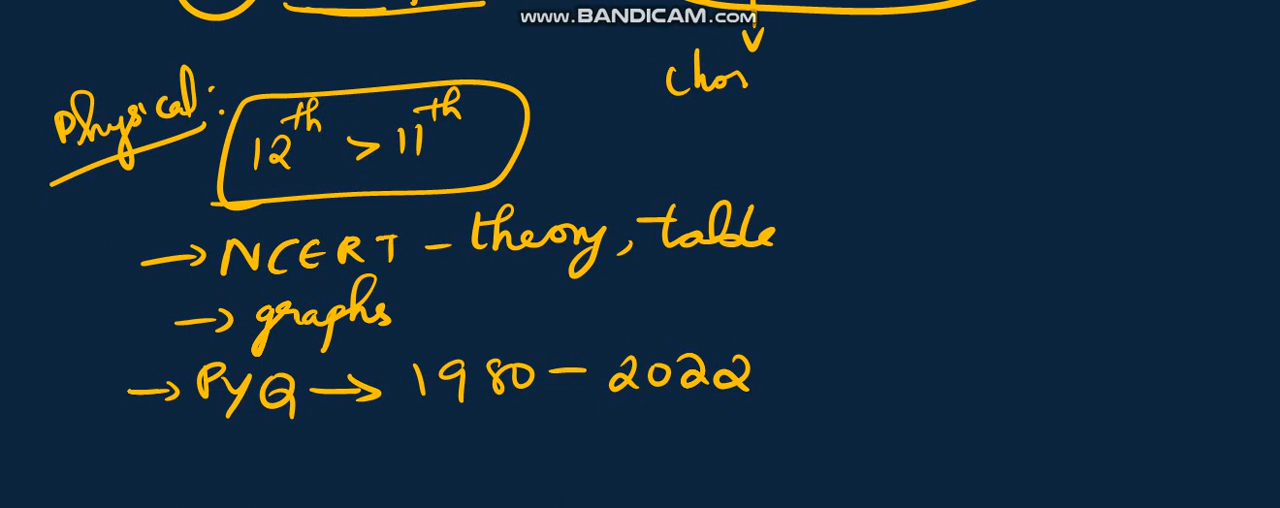 www.BANDICAM.com
chor
Physical:
12th > 11th
→ NCERT - theory, table
→ graphs
→ PYQ → 1980 - 2022